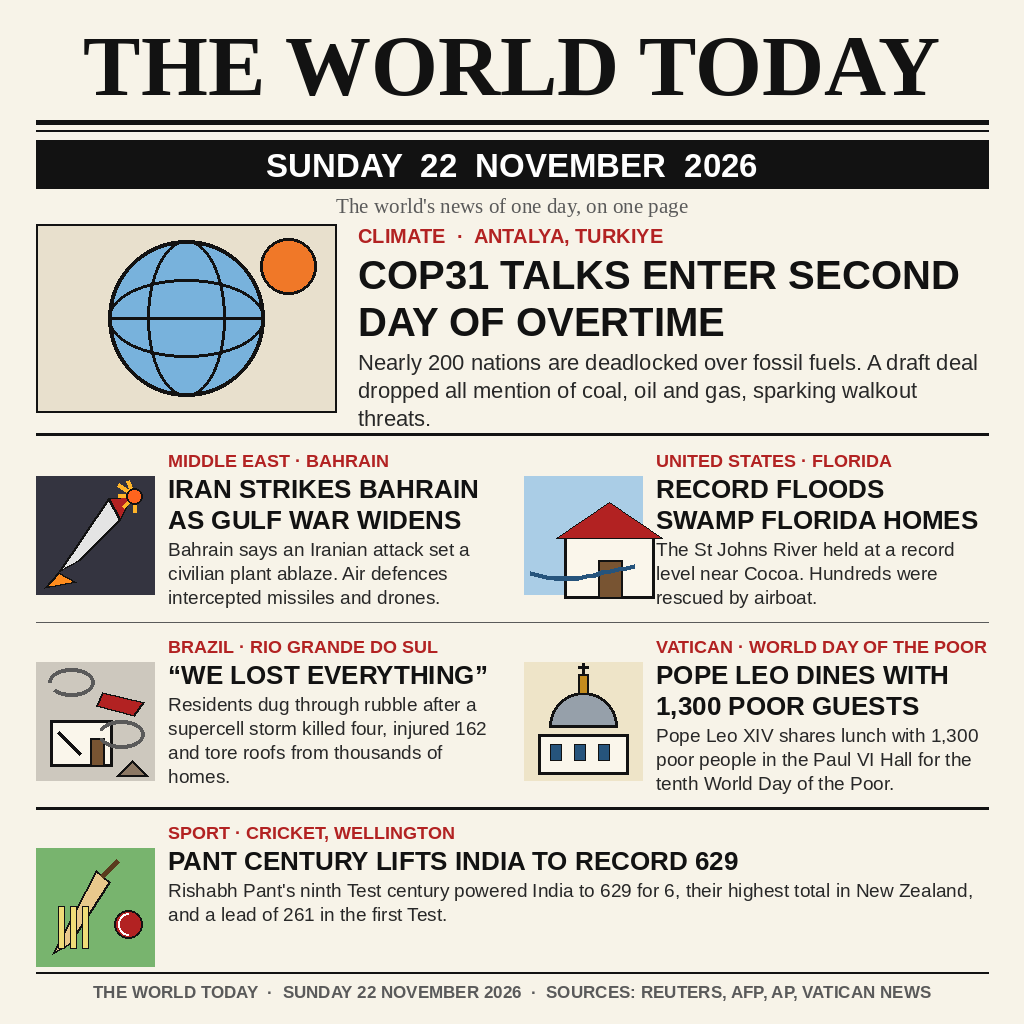 THE WORLD TODAY
SUNDAY 22 NOVEMBER 2026
The world's news of one day, on one page
CLIMATE · ANTALYA, TURKIYE
COP31 TALKS ENTER SECOND
DAY OF OVERTIME
Nearly 200 nations are deadlocked over fossil fuels. A draft deal
dropped all mention of coal, oil and gas, sparking walkout
threats.
MIDDLE EAST · BAHRAIN
IRAN STRIKES BAHRAIN
AS GULF WAR WIDENS
Bahrain says an Iranian attack set a
civilian plant ablaze. Air defences
intercepted missiles and drones.
UNITED STATES · FLORIDA
RECORD FLOODS
SWAMP FLORIDA HOMES
The St Johns River held at a record
level near Cocoa. Hundreds were
rescued by airboat.
BRAZIL · RIO GRANDE DO SUL
“WE LOST EVERYTHING”
Residents dug through rubble after a
supercell storm killed four, injured 162
and tore roofs from thousands of
homes.
VATICAN · WORLD DAY OF THE POOR
POPE LEO DINES WITH
1,300 POOR GUESTS
Pope Leo XIV shares lunch with 1,300
poor people in the Paul VI Hall for the
tenth World Day of the Poor.
SPORT · CRICKET, WELLINGTON
PANT CENTURY LIFTS INDIA TO RECORD 629
Rishabh Pant's ninth Test century powered India to 629 for 6, their highest total in New Zealand,
and a lead of 261 in the first Test.
THE WORLD TODAY · SUNDAY 22 NOVEMBER 2026 · SOURCES: REUTERS, AFP, AP, VATICAN NEWS